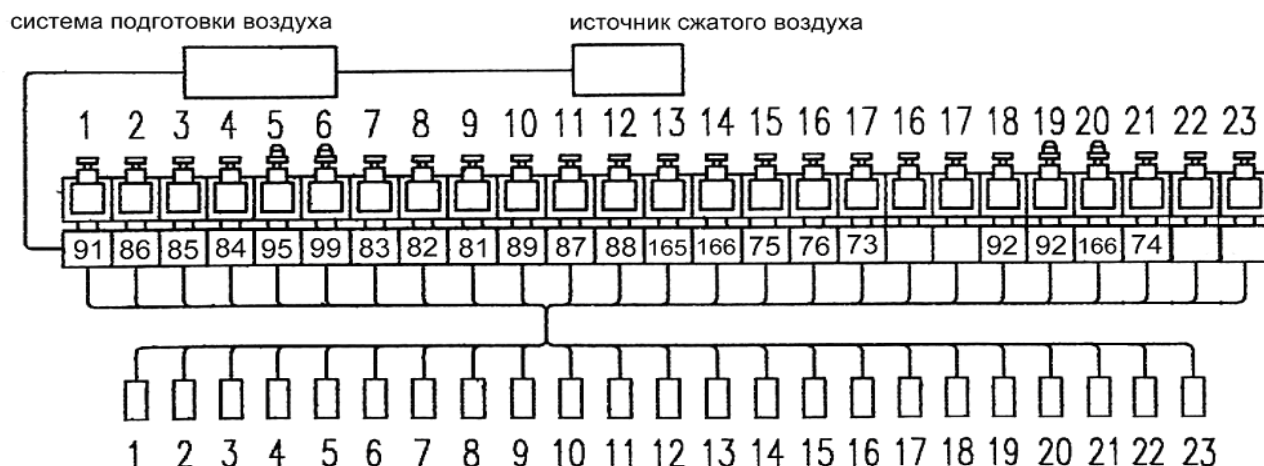 система подготовки воздуха источник сжатого воздуха
1 2 3 4 5 6 7 8 9 10 11 12 13 14 15 16 17 16 17 18 19 20 21 22 23
91 86 85 84 95 99 83 82 81 89 87 88 165 166 75 76 73 92 92 166 74
1 2 3 4 5 6 7 8 9 10 11 12 13 14 15 16 17 18 19 20 21 22 23